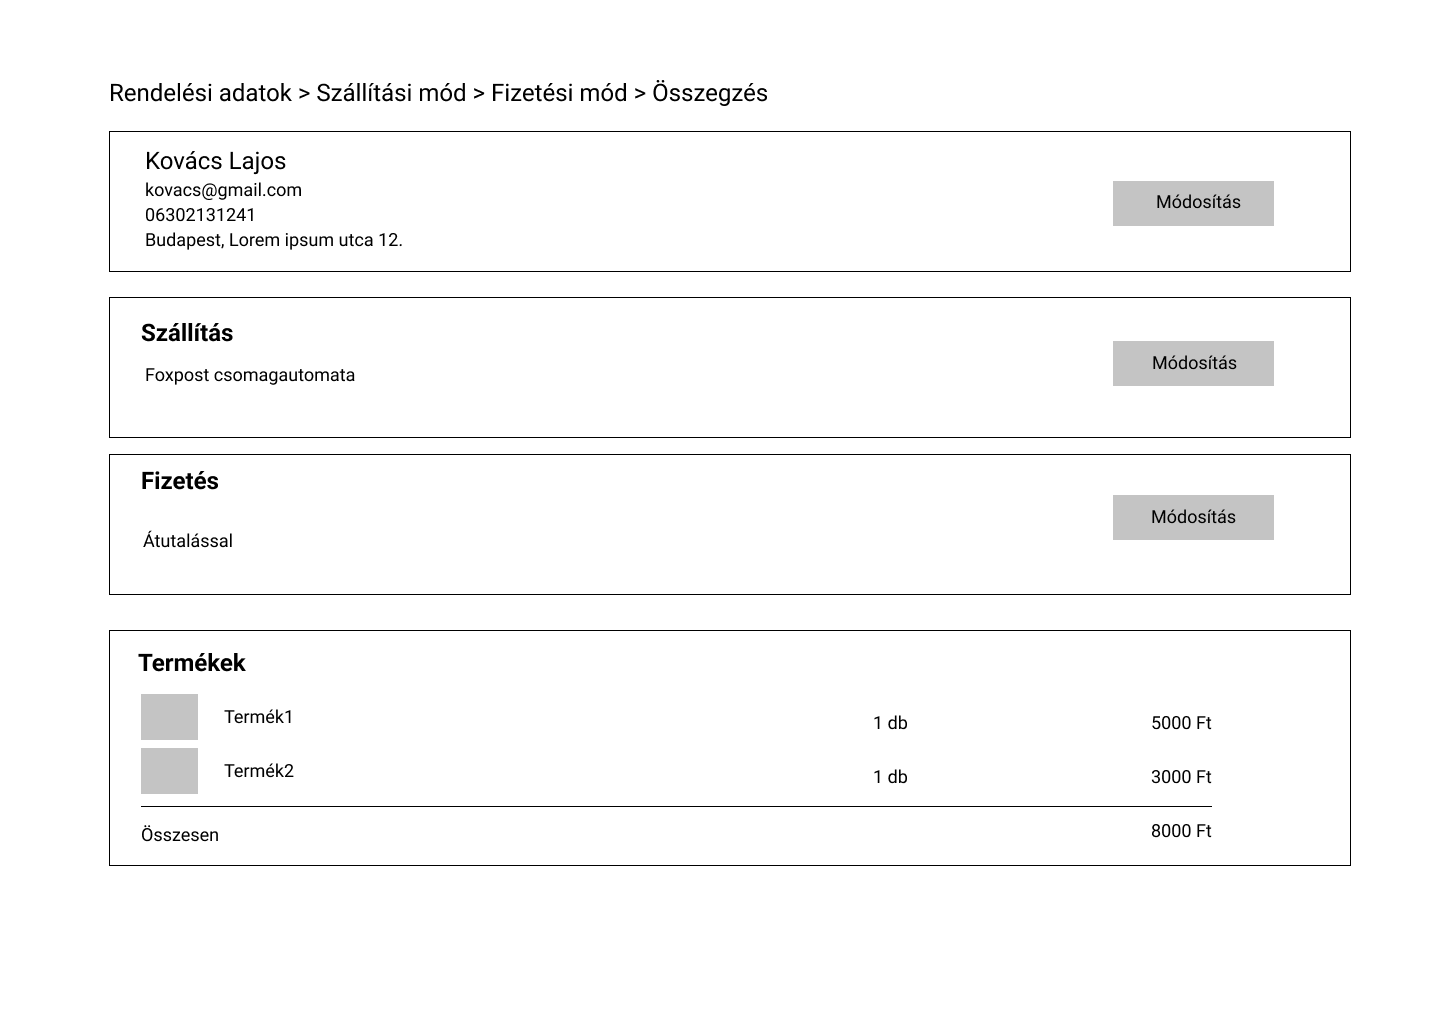 Rendelési adatok > Szállítási mód > Fizetési mód > Összegzés
Kovács Lajos
kovacs@gmail.com
06302131241
Budapest, Lorem ipsum utca 12.
Módosítás
Szállítás
Foxpost csomagautomata
Módosítás
Fizetés
Átutalással
Módosítás
Termékek
Termék1 1 db 5000 Ft
Termék2 1 db 3000 Ft
Összesen 8000 Ft